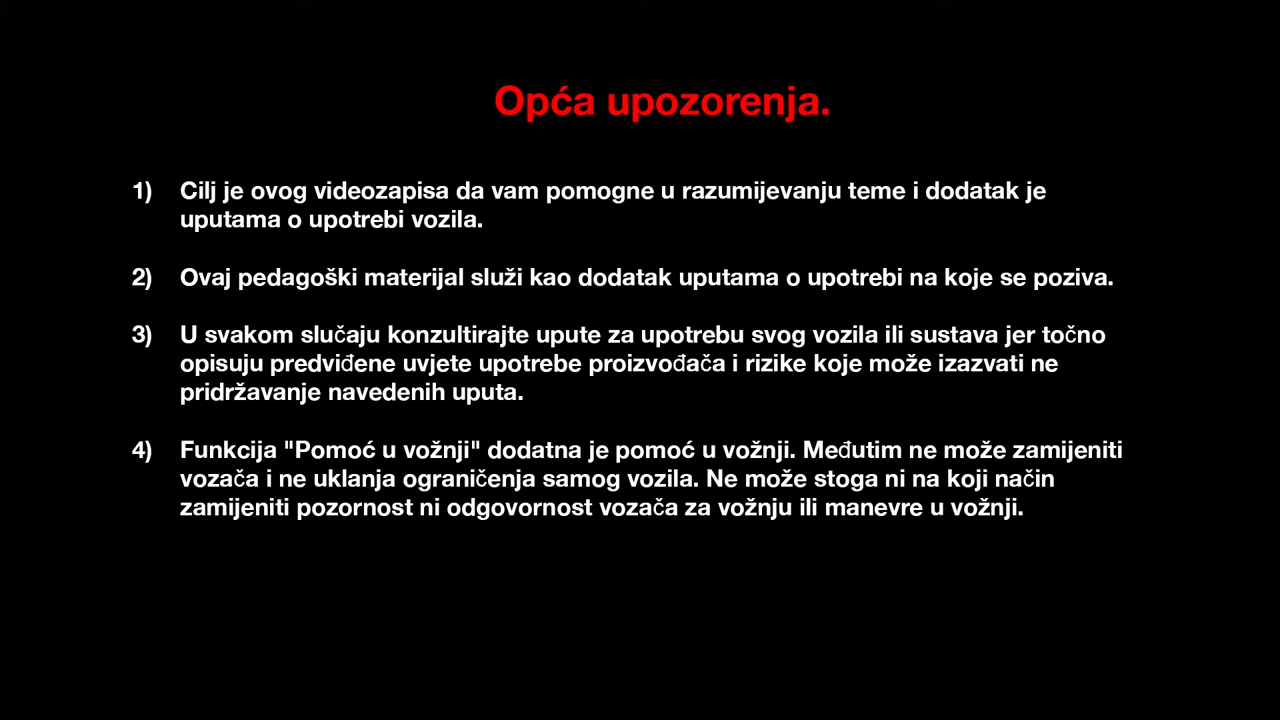 Opća upozorenja.
1) Cilj je ovog videozapisa da vam pomogne u razumijevanju teme i dodatak je
uputama o upotrebi vozila.
2) Ovaj pedagoški materijal služi kao dodatak uputama o upotrebi na koje se poziva.
3) U svakom slučaju konzultirajte upute za upotrebu svog vozila ili sustava jer točno
opisuju predviđene uvjete upotrebe proizvođača i rizike koje može izazvati ne
pridržavanje navedenih uputa.
4) Funkcija "Pomoć u vožnji" dodatna je pomoć u vožnji. Međutim ne može zamijeniti
vozača i ne uklanja ograničenja samog vozila. Ne može stoga ni na koji način
zamijeniti pozornost ni odgovornost vozača za vožnju ili manevre u vožnji.